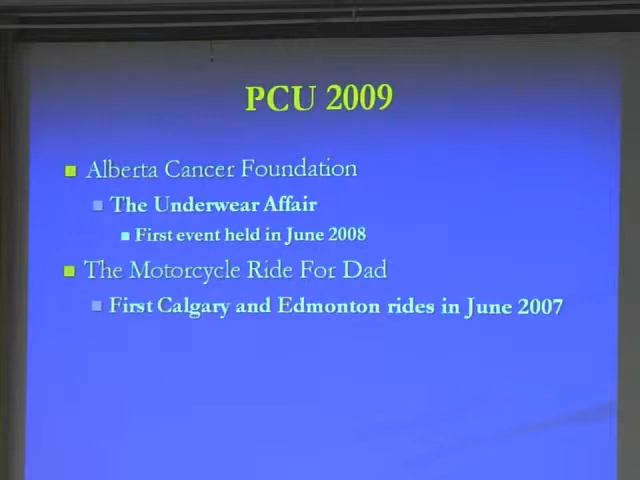 PCU 2009
Alberta Cancer Foundation
The Underwear Affair
First event held in June 2008
The Motorcycle Ride For Dad
First Calgary and Edmonton rides in June 2007